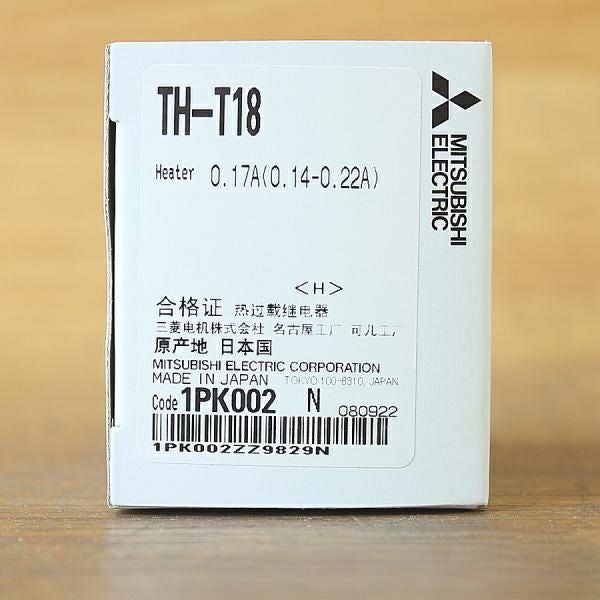 TH-T18
Heater 0.17A(0.14-0.22A)
MITSUBISHI
ELECTRIC
<H>
合格证 热过载继电器
三菱电机株式会社 名古屋工厂 可儿工厂
原产地 日本国
MITSUBISHI ELECTRIC CORPORATION
MADE IN JAPAN TOKYO 100-8310, JAPAN
Code 1PK002 N 080922
1PK002ZZ9829N